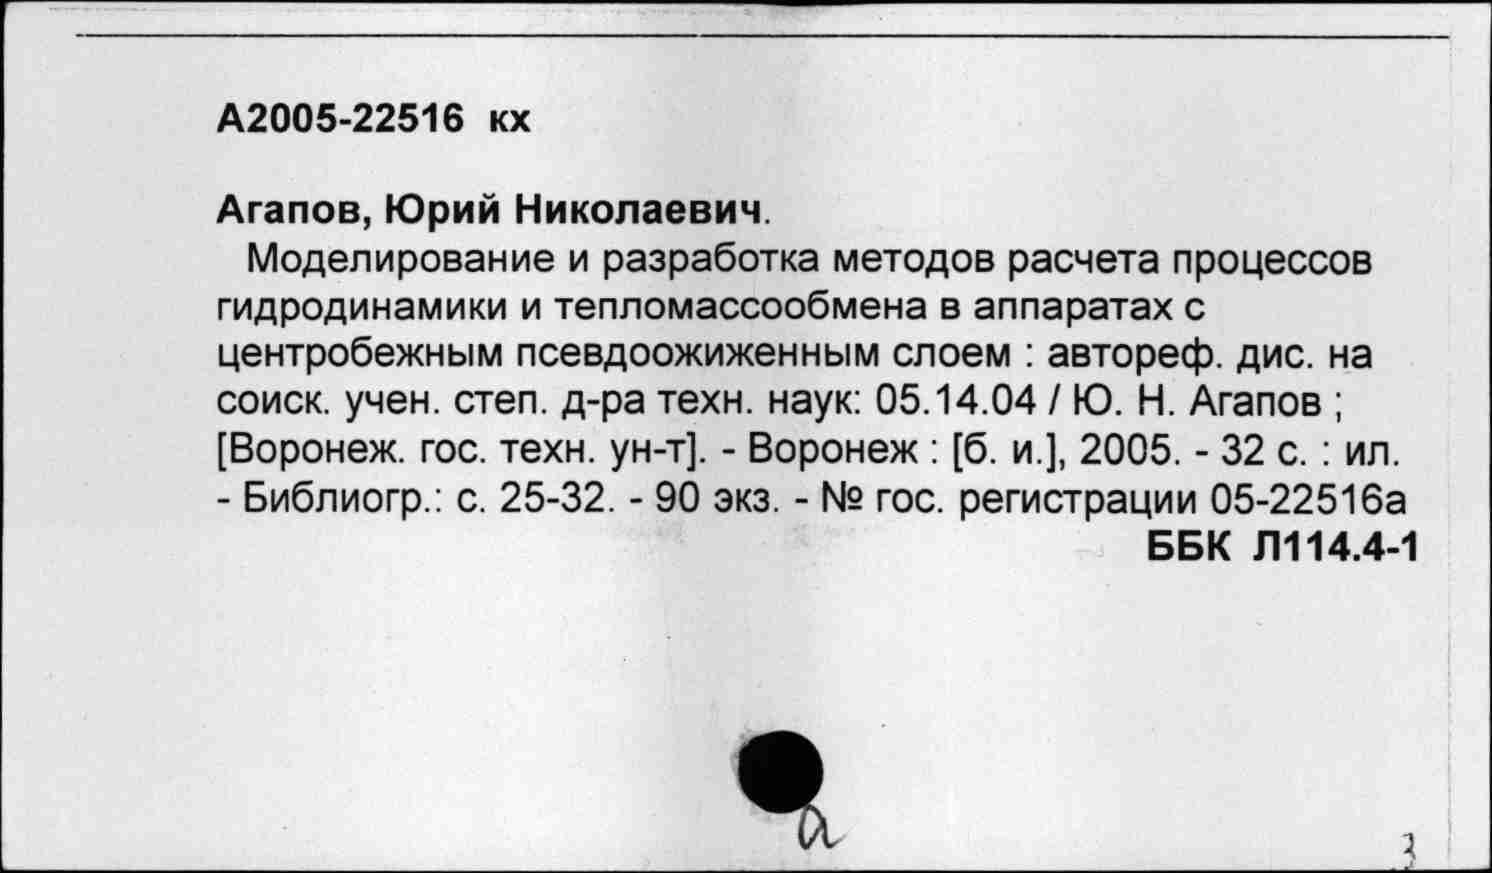 А2005-22516 кх
Агапов, Юрий Николаевич.
Моделирование и разработка методов расчета процессов
гидродинамики и тепломассообмена в аппаратах с
центробежным псевдоожиженным слоем : автореф. дис. на
соиск. учен. степ. д-ра техн. наук: 05.14.04 / Ю. Н. Агапов ;
[Воронеж. гос. техн. ун-т]. - Воронеж : [б. и.], 2005. - 32 с. : ил.
- Библиогр.: с. 25-32. - 90 экз. - № гос. регистрации 05-22516а
ББК Л114.4-1
а